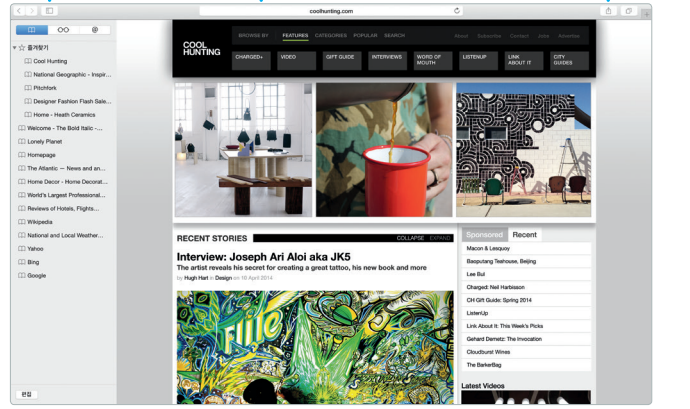 coolhunting.com
@
즐겨찾기
Cool Hunting
National Geographic - Inspir...
Pitchfork
Designer Fashion Flash Sale...
Home - Heath Ceramics
Welcome - The Bold Italic -...
Lonely Planet
Homepage
The Atlantic — News and an...
Home Decor - Home Decorat...
World's Largest Professional...
Reviews of Hotels, Flights...
Wikipedia
National and Local Weather...
Yahoo
Bing
Google
편집
COOL
HUNTING
BROWSE BY FEATURES CATEGORIES POPULAR SEARCH About Subscribe Contact Jobs Advertise
CHARGED+ VIDEO GIFT GUIDE INTERVIEWS WORD OF MOUTH LISTENUP LINK ABOUT IT CITY GUIDES
RECENT STORIES COLLAPSE EXPAND
Interview: Joseph Ari Aloi aka JK5
The artist reveals his secret for creating a great tattoo, his new book and more
by Hugh Hart in Design on 16 April 2014
Sponsored Recent
Macon & Lesquoy
Baoputang Teahouse, Beijing
Lee Bul
Charged: Neil Harbisson
CH Gift Guide: Spring 2014
ListenUp
Link About It: This Week's Picks
Gehard Demetz: The Invocation
Cloudburst Wines
The BarkerBag
Latest Videos